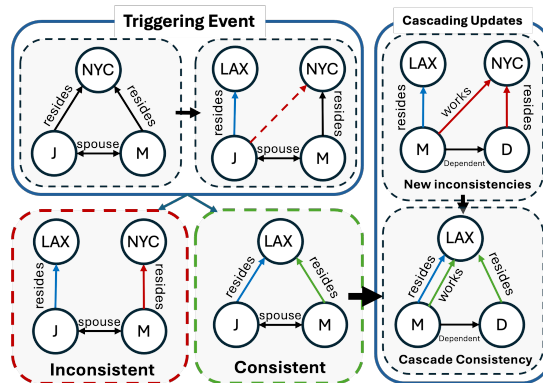 Triggering Event
NYC
resides
resides
J
spouse
M
LAX
NYC
resides
resides
J
spouse
M
Cascading Updates
LAX
NYC
resides
works
resides
M
Dependent
D
New inconsistencies
LAX
NYC
resides
resides
J
spouse
M
Inconsistent
LAX
resides
resides
J
spouse
M
Consistent
LAX
resides
works
resides
M
Dependent
D
Cascade Consistency